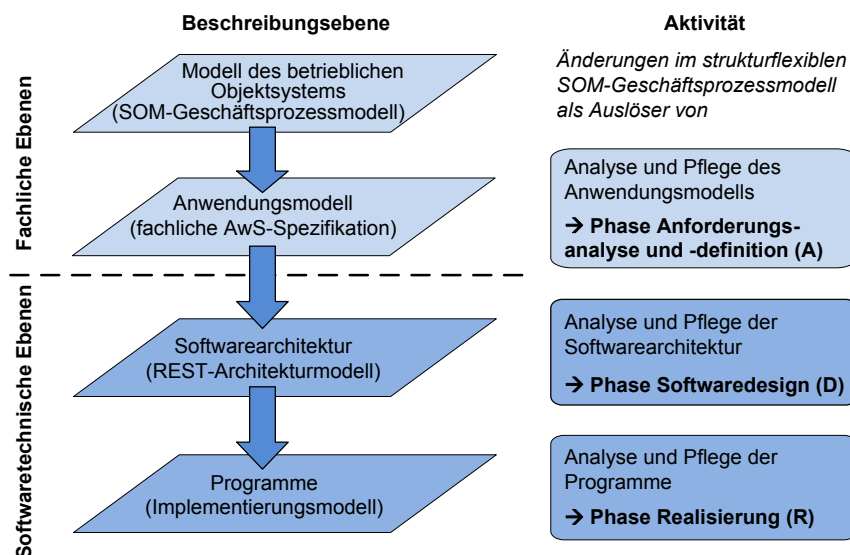 Beschreibungsebene
Aktivität
Fachliche Ebenen
Modell des betrieblichen
Objektsystems
(SOM-Geschäftsprozessmodell)
Änderungen im strukturflexiblen
SOM-Geschäftsprozessmodell
als Auslöser von
Anwendungsmodell
(fachliche AwS-Spezifikation)
Analyse und Pflege des
Anwendungsmodells
→ Phase Anforderungs-
analyse und -definition (A)
Softwaretechnische Ebenen
Softwarearchitektur
(REST-Architekturmodell)
Analyse und Pflege der
Softwarearchitektur
→ Phase Softwaredesign (D)
Programme
(Implementierungsmodell)
Analyse und Pflege der
Programme
→ Phase Realisierung (R)